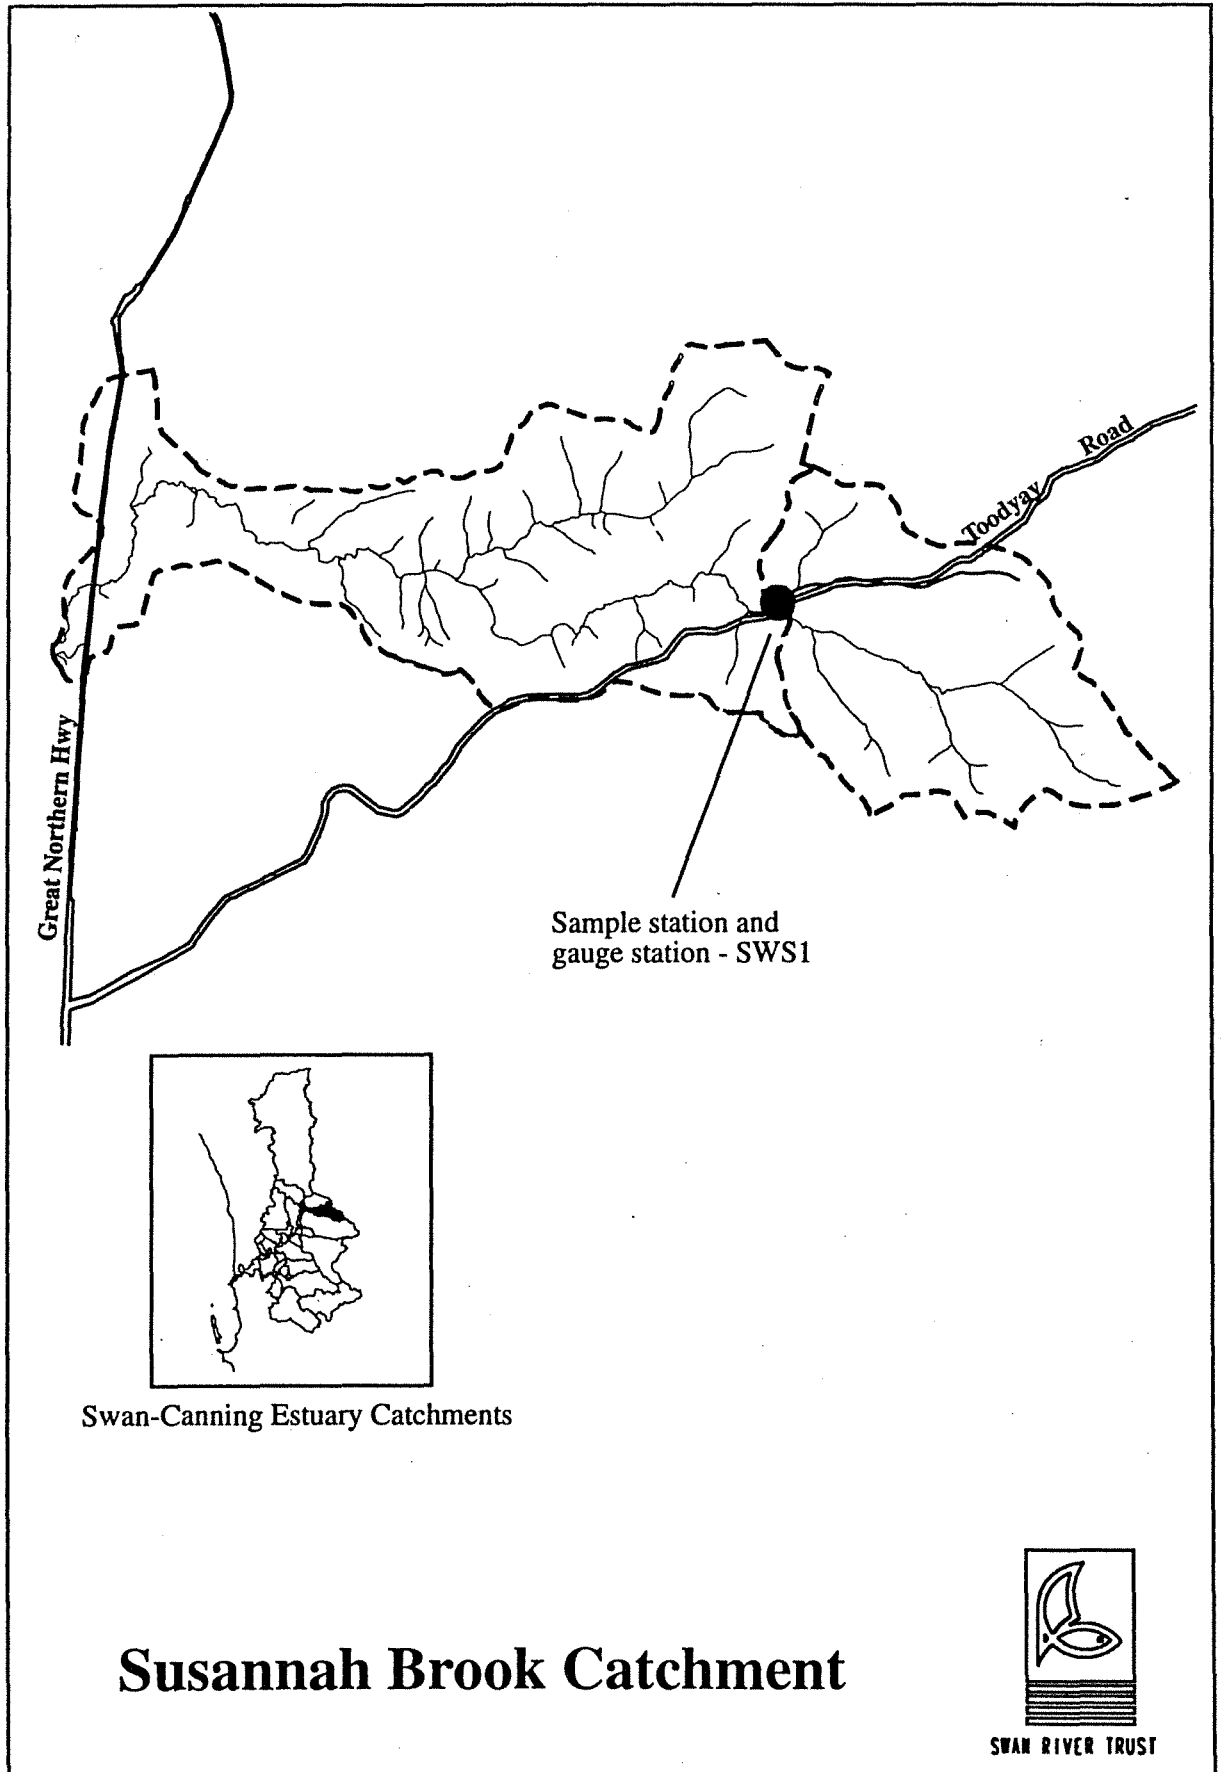 Toodyay Road
Great Northern Hwy
Sample station and
gauge station - SWS1
Swan-Canning Estuary Catchments
Susannah Brook Catchment
SWAN RIVER TRUST